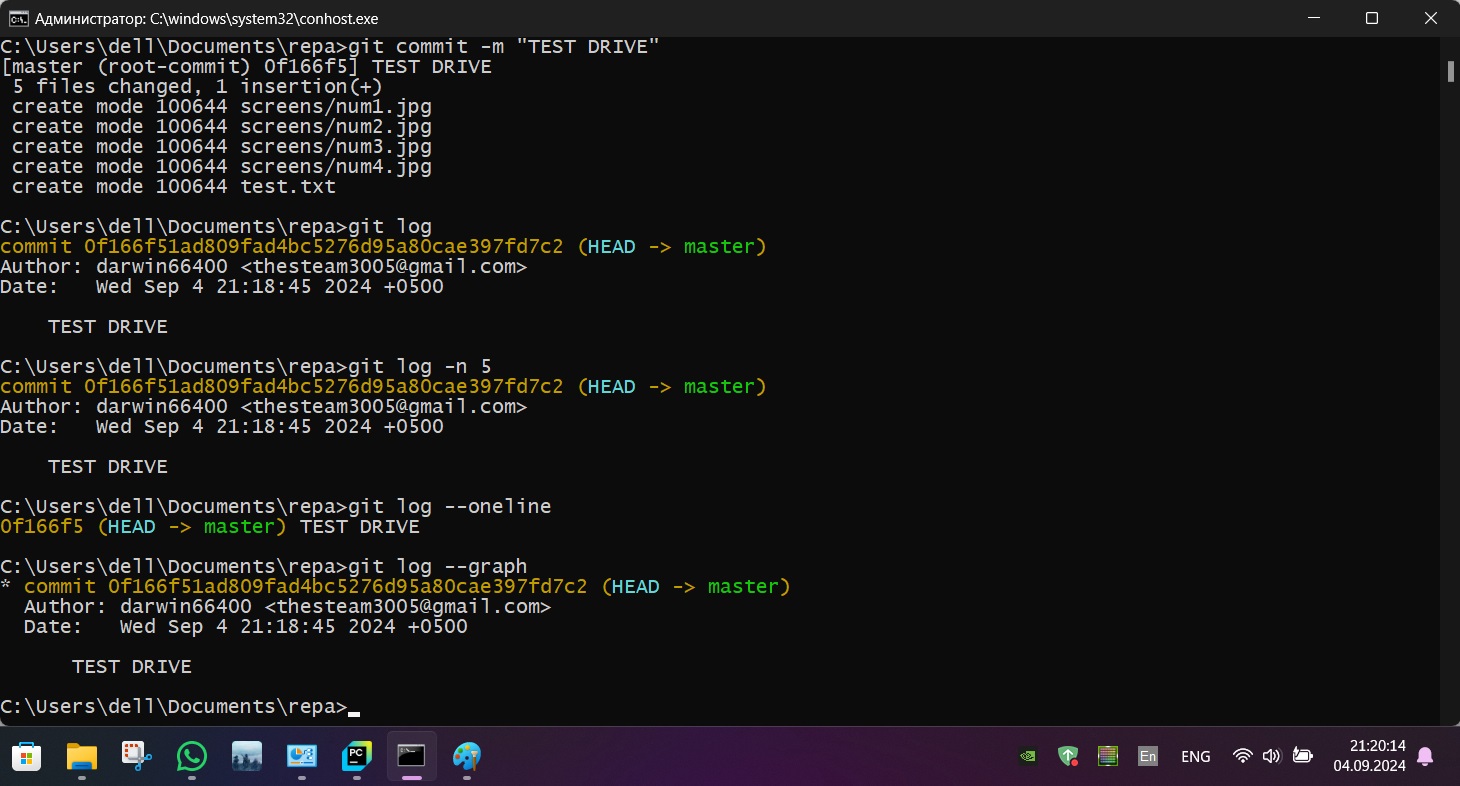 Администратор: C:\windows\system32\conhost.exe
C:\Users\dell\Documents\repa>git commit -m "TEST DRIVE"
[master (root-commit) 0f166f5] TEST DRIVE
 5 files changed, 1 insertion(+)
 create mode 100644 screens/num1.jpg
 create mode 100644 screens/num2.jpg
 create mode 100644 screens/num3.jpg
 create mode 100644 screens/num4.jpg
 create mode 100644 test.txt
C:\Users\dell\Documents\repa>git log
commit 0f166f51ad809fad4bc5276d95a80cae397fd7c2 (HEAD -> master)
Author: darwin66400 <thesteam3005@gmail.com>
Date:   Wed Sep 4 21:18:45 2024 +0500
    TEST DRIVE
C:\Users\dell\Documents\repa>git log -n 5
commit 0f166f51ad809fad4bc5276d95a80cae397fd7c2 (HEAD -> master)
Author: darwin66400 <thesteam3005@gmail.com>
Date:   Wed Sep 4 21:18:45 2024 +0500
    TEST DRIVE
C:\Users\dell\Documents\repa>git log --oneline
0f166f5 (HEAD -> master) TEST DRIVE
C:\Users\dell\Documents\repa>git log --graph
* commit 0f166f51ad809fad4bc5276d95a80cae397fd7c2 (HEAD -> master)
  Author: darwin66400 <thesteam3005@gmail.com>
  Date:   Wed Sep 4 21:18:45 2024 +0500
      TEST DRIVE
C:\Users\dell\Documents\repa>
PC
En
ENG
21:20:14
04.09.2024